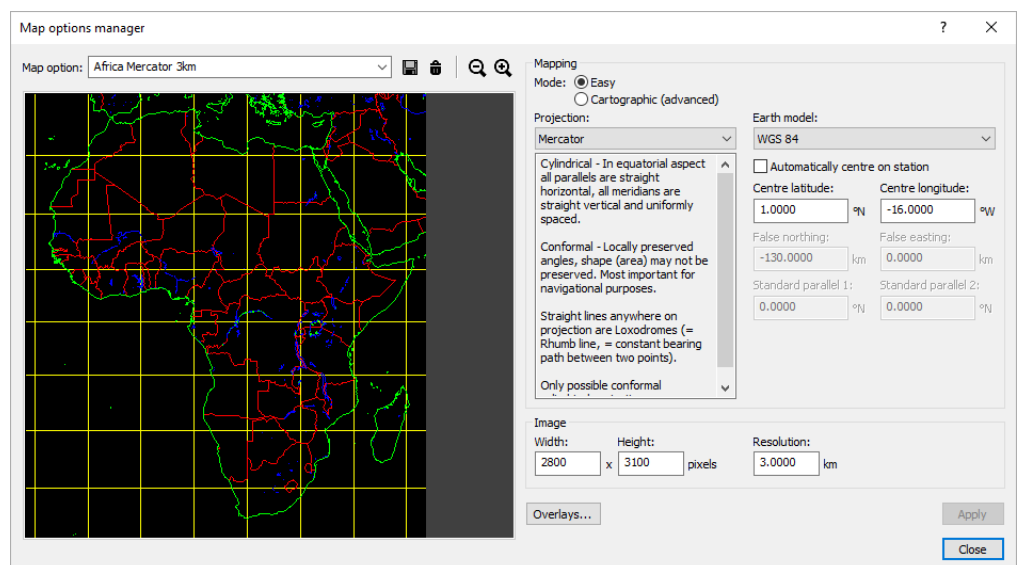 Map options manager
? ×
Map option: Africa Mercator 3km
Mapping
Mode: Easy
Cartographic (advanced)
Projection:
Mercator
Cylindrical - In equatorial aspect
all parallels are straight
horizontal, all meridians are
straight vertical and uniformly
spaced.
Conformal - Locally preserved
angles, shape (area) may not be
preserved. Most important for
navigational purposes.
Straight lines anywhere on
projection are Loxodromes (=
Rhumb line, = constant bearing
path between two points).
Only possible conformal
Earth model:
WGS 84
Automatically centre on station
Centre latitude: Centre longitude:
1.0000 ºN -16.0000 ºW
False northing: False easting:
-130.0000 km 0.0000 km
Standard parallel 1: Standard parallel 2:
0.0000 ºN 0.0000 ºN
Image
Width: Height: Resolution:
2800 x 3100 pixels 3.0000 km
Overlays... Apply
Close